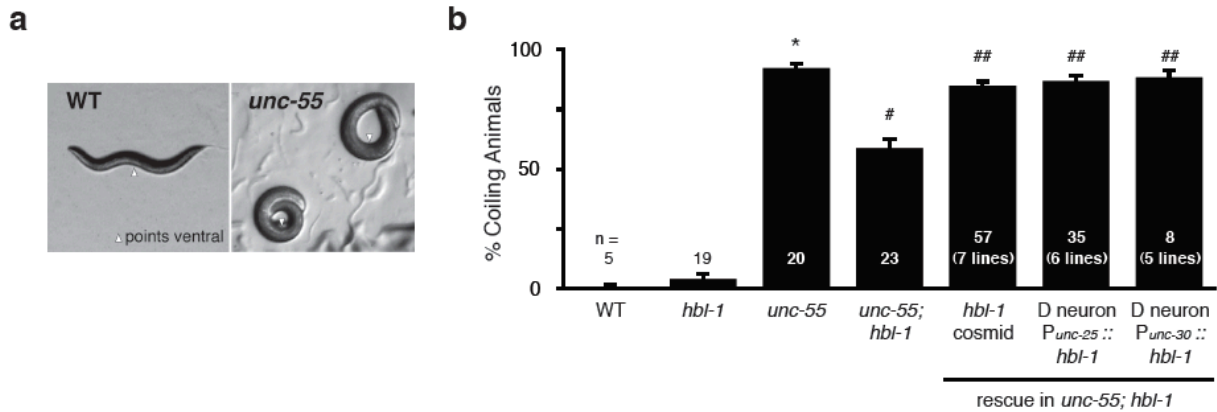 a
WT
unc-55
points ventral
b
% Coiling Animals
100
50
0
*
#
##
##
##
n =
5
19
20
23
57
(7 lines)
35
(6 lines)
8
(5 lines)
WT
hbl-1
unc-55
unc-55;
hbl-1
hbl-1
cosmid
D neuron
Punc-25 ::
hbl-1
D neuron
Punc-30 ::
hbl-1
rescue in unc-55; hbl-1